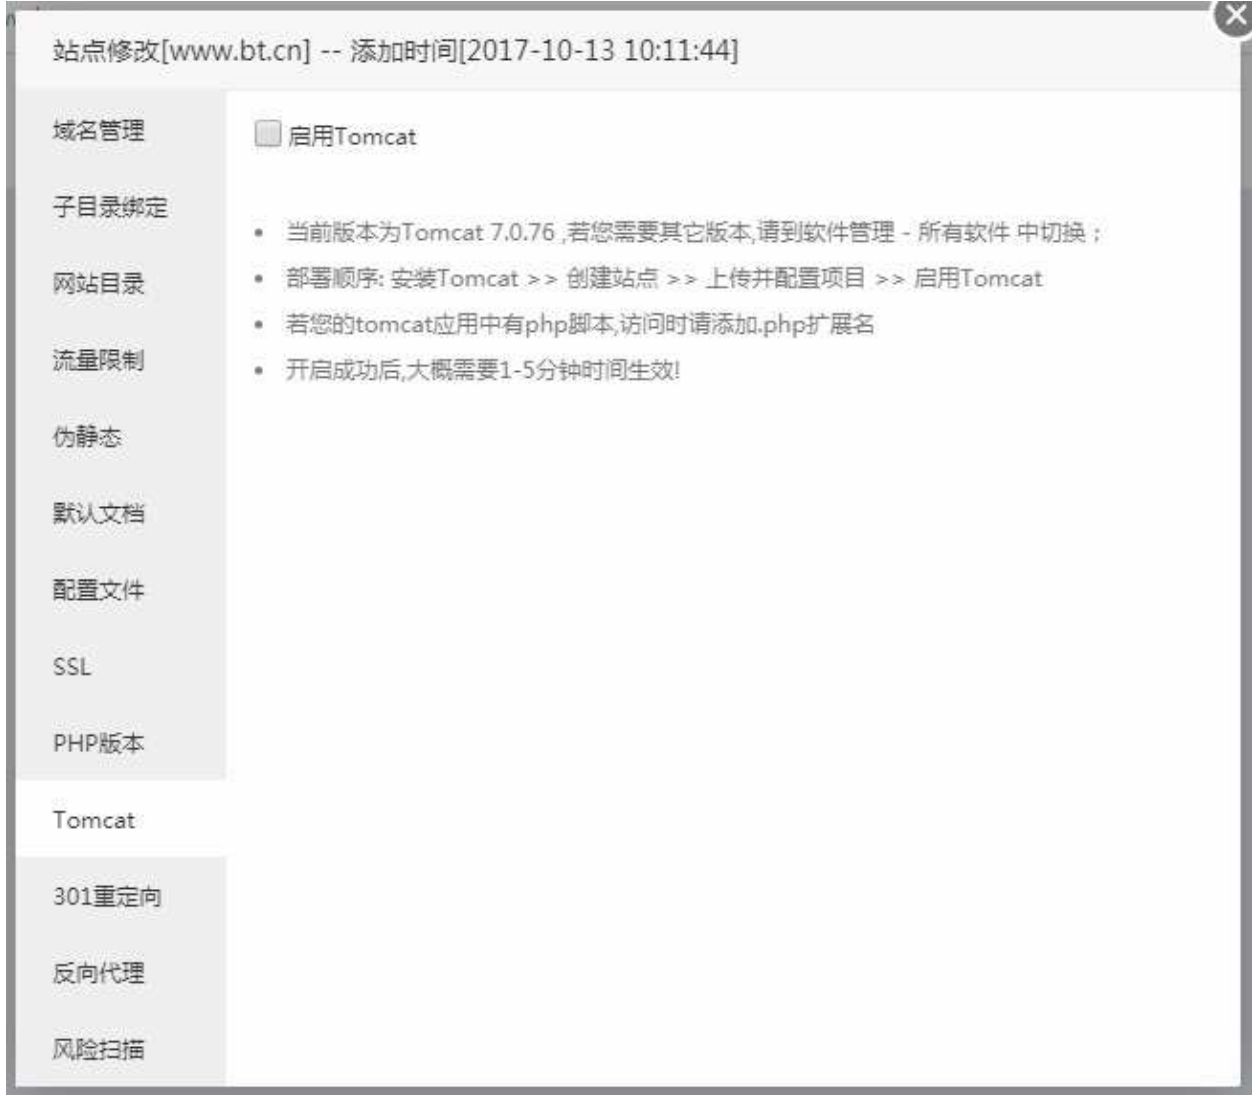 站点修改[www.bt.cn] -- 添加时间[2017-10-13 10:11:44]
域名管理
子目录绑定
网站目录
流量限制
伪静态
默认文档
配置文件
SSL
PHP版本
Tomcat
301重定向
反向代理
风险扫描
启用Tomcat
当前版本为Tomcat 7.0.76 ,若您需要其它版本,请到软件管理 - 所有软件 中切换；
部署顺序: 安装Tomcat >> 创建站点 >> 上传并配置项目 >> 启用Tomcat
若您的tomcat应用中有php脚本,访问时请添加.php扩展名
开启成功后,大概需要1-5分钟时间生效!